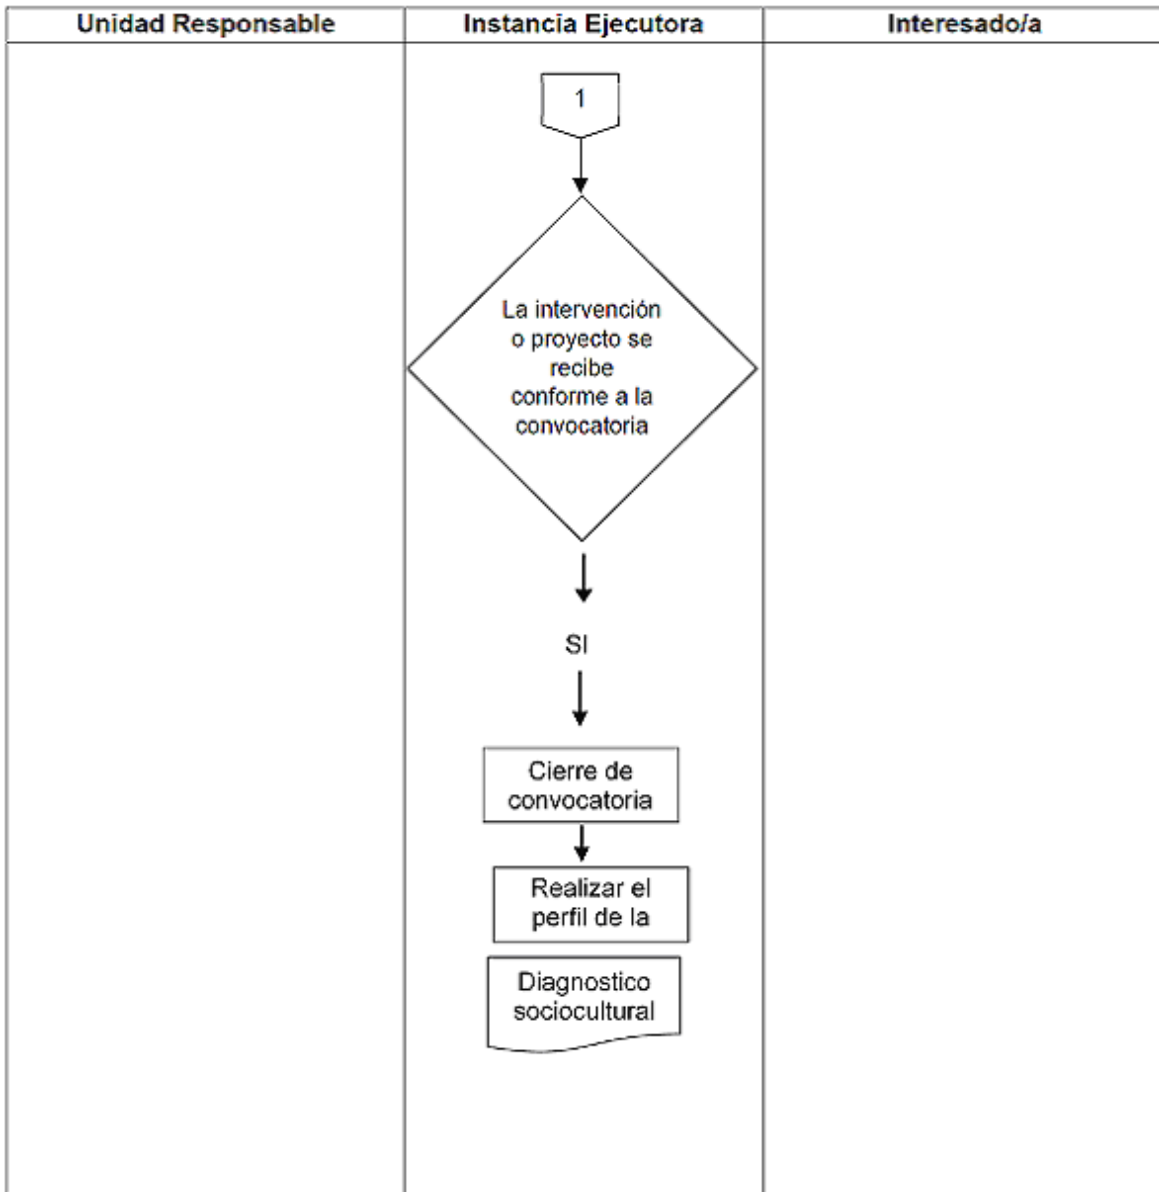 Unidad Responsable
Instancia Ejecutora
Interesado/a
1
La intervención
o proyecto se
recibe
conforme a la
convocatoria
SI
Cierre de
convocatoria
Realizar el
perfil de la
Diagnostico
sociocultural